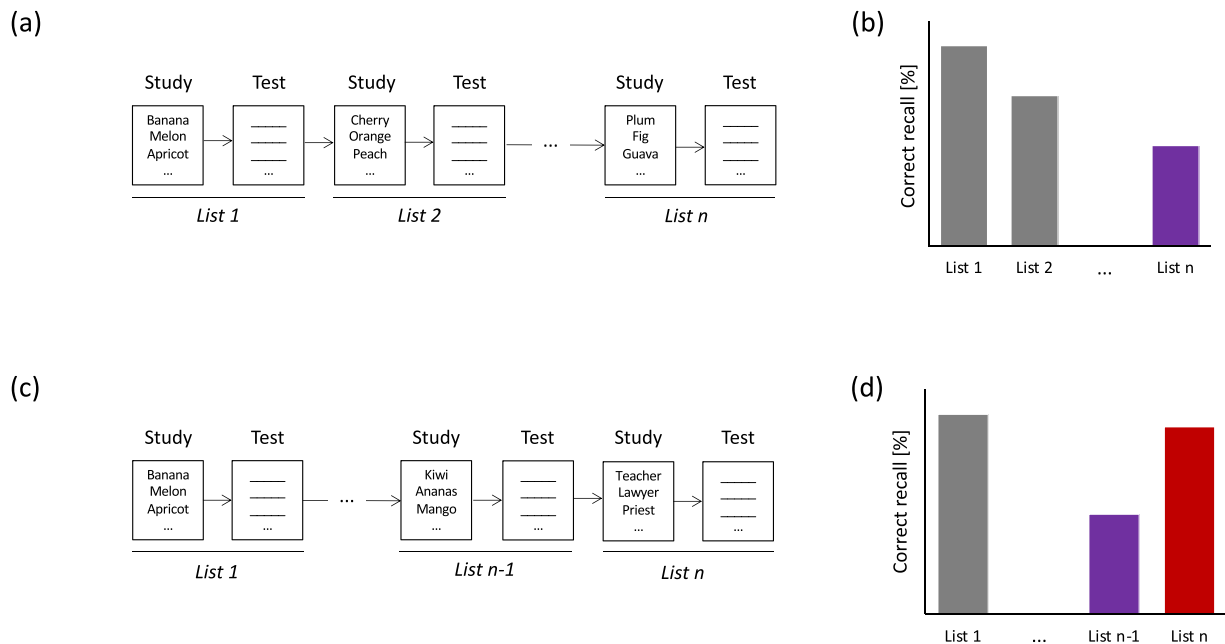 (a)
Study Test Study Test Study Test
Banana Cherry Plum
Melon Orange Fig
Apricot Peach ... Guava
... ... ... ... ... ...
List 1 List 2 List n
(b)
Correct recall [%]
List 1 List 2 ... List n
(c)
Study Test Study Test Study Test
Banana Kiwi Teacher
Melon Ananas Lawyer
Apricot ... Mango Priest
... ... ... ... ... ...
List 1 List n-1 List n
(d)
Correct recall [%]
List 1 ... List n-1 List n